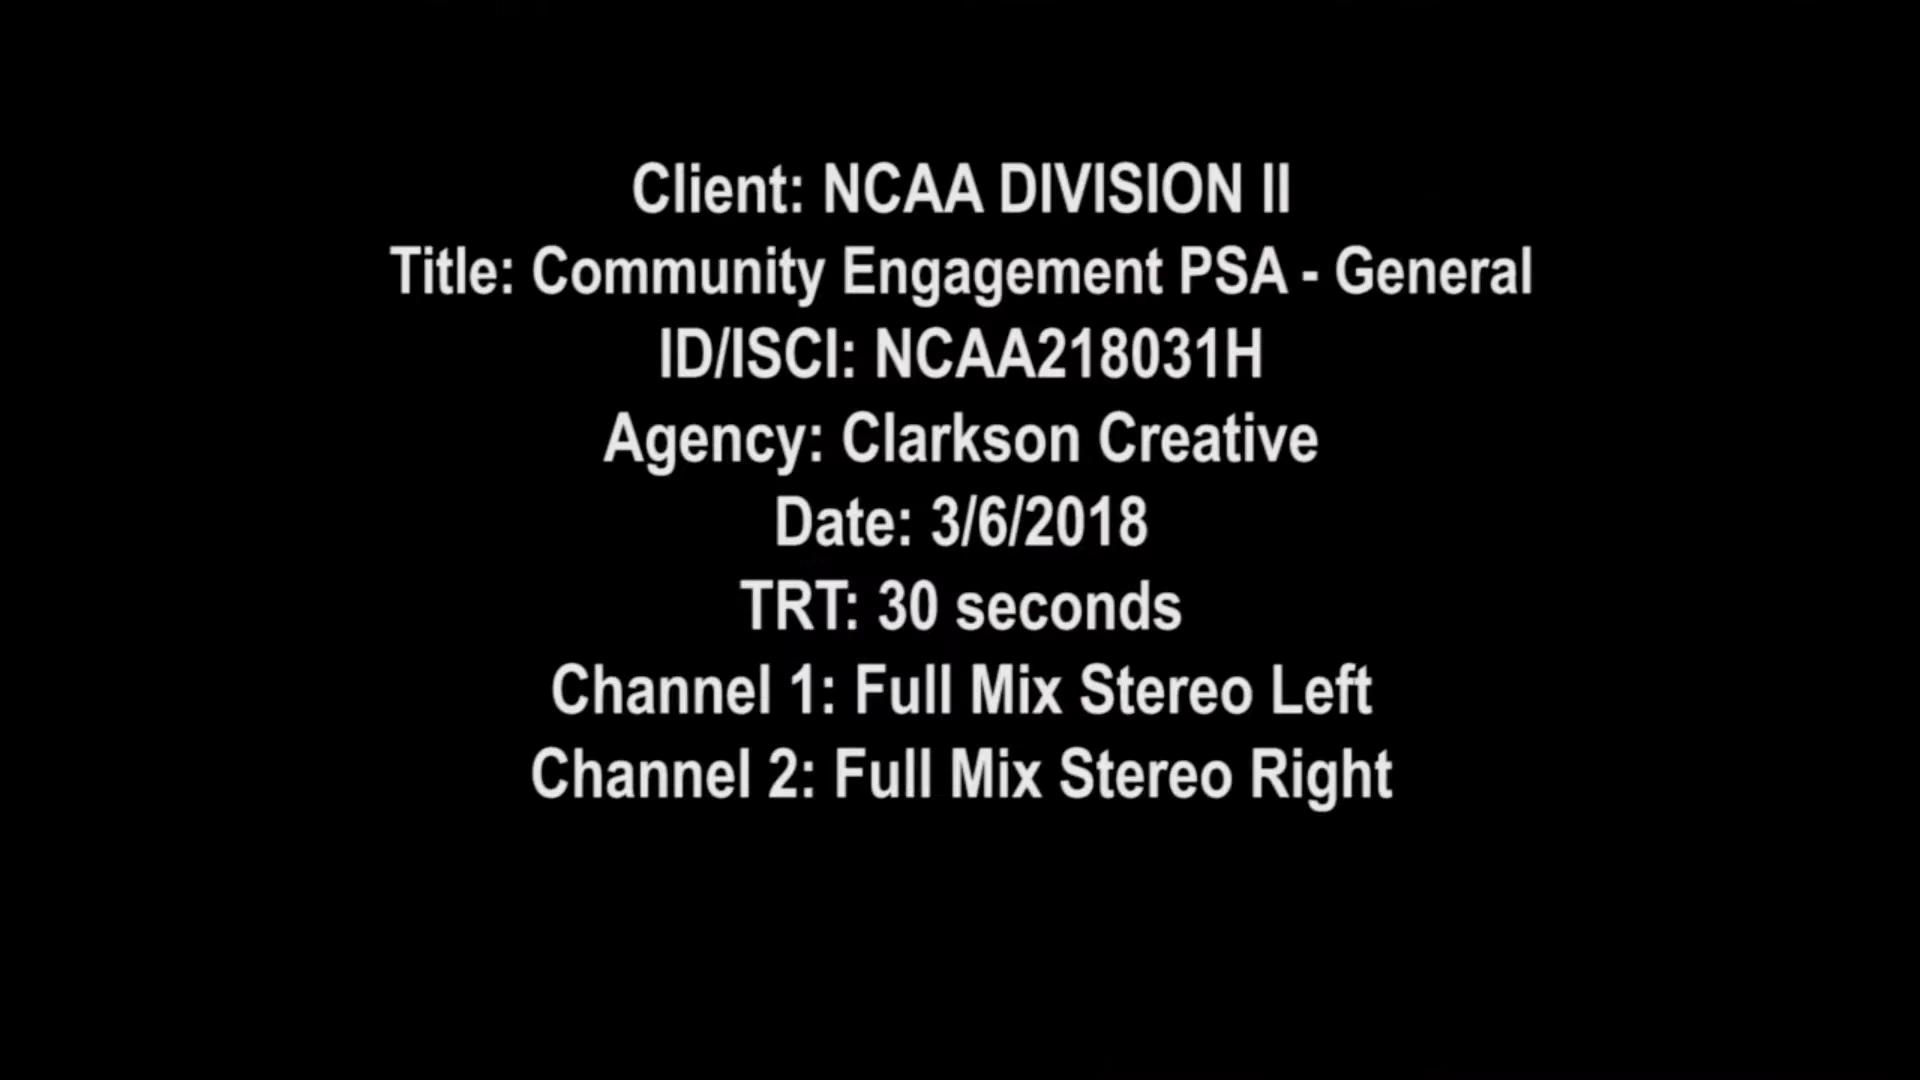 Client: NCAA DIVISION II
Title: Community Engagement PSA - General
ID/ISCI: NCAA218031H
Agency: Clarkson Creative
Date: 3/6/2018
TRT: 30 seconds
Channel 1: Full Mix Stereo Left
Channel 2: Full Mix Stereo Right